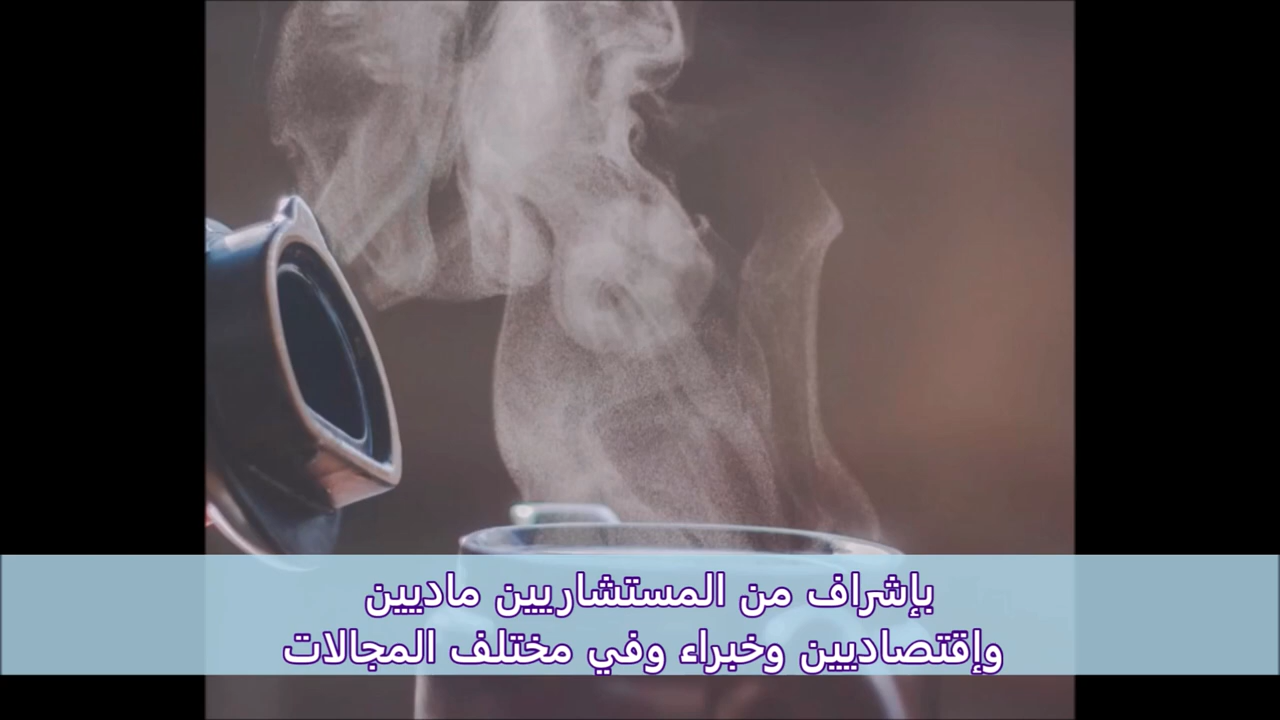 بإشراف من المستشاريين ماديين
وإقتصاديين وخبراء وفي مختلف المجالات